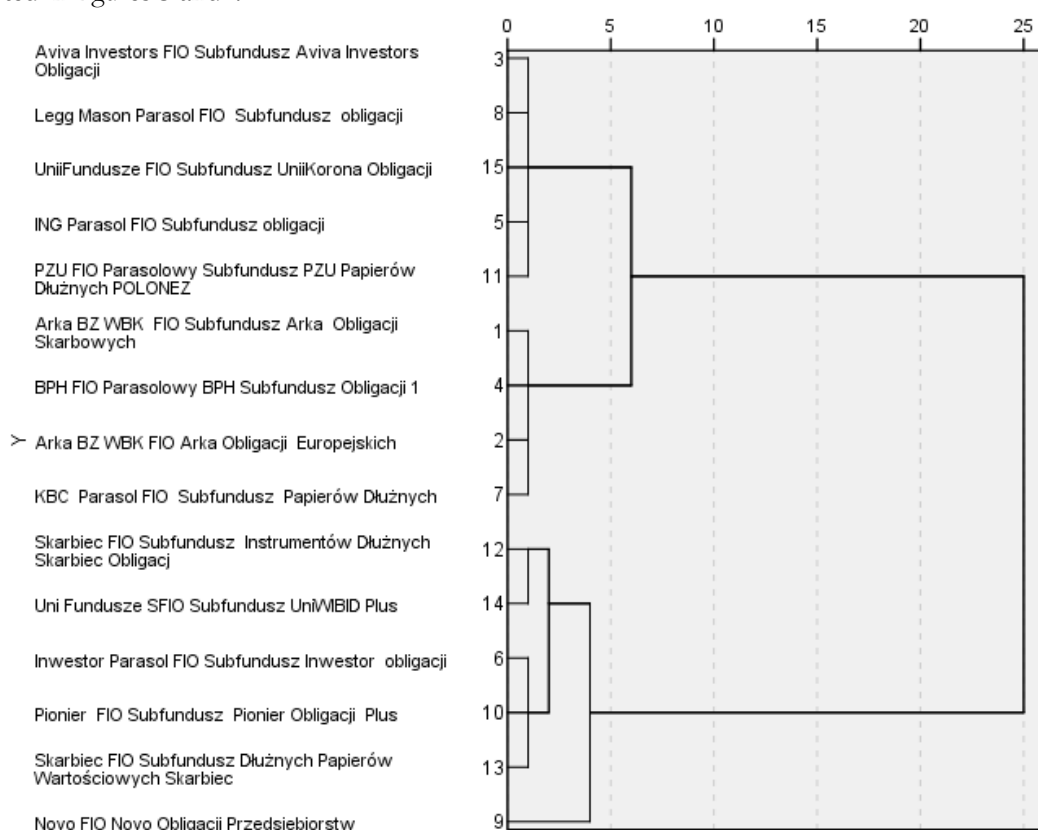 0 5 10 15 20 25
Aviva Investors FIO Subfundusz Aviva Investors
Obligacji
3
Legg Mason Parasol FIO Subfundusz obligacji
8
UniiFundusze FIO Subfundusz UniiKorona Obligacji
15
ING Parasol FIO Subfundusz obligacji
5
PZU FIO Parasolowy Subfundusz PZU Papierów
Dłużnych POLONEZ
11
Arka BZ WBK FIO Subfundusz Arka Obligacji
Skarbowych
1
BPH FIO Parasolowy BPH Subfundusz Obligacji 1
4
Y
Arka BZ WBK FIO Arka Obligacji Europejskich
2
KBC Parasol FIO Subfundusz Papierów Dłużnych
7
Skarbiec FIO Subfundusz Instrumentów Dłużnych
Skarbiec Obligacj
12
Uni Fundusze SFIO Subfundusz UniWIBID Plus
14
Inwestor Parasol FIO Subfundusz Inwestor obligacji
6
Pionier FIO Subfundusz Pionier Obligacji Plus
10
Skarbiec FIO Subfundusz Dłużnych Papierów
Wartościowych Skarbiec
13
Novo FIO Novo Obligacji Przedsiebiorstw
9